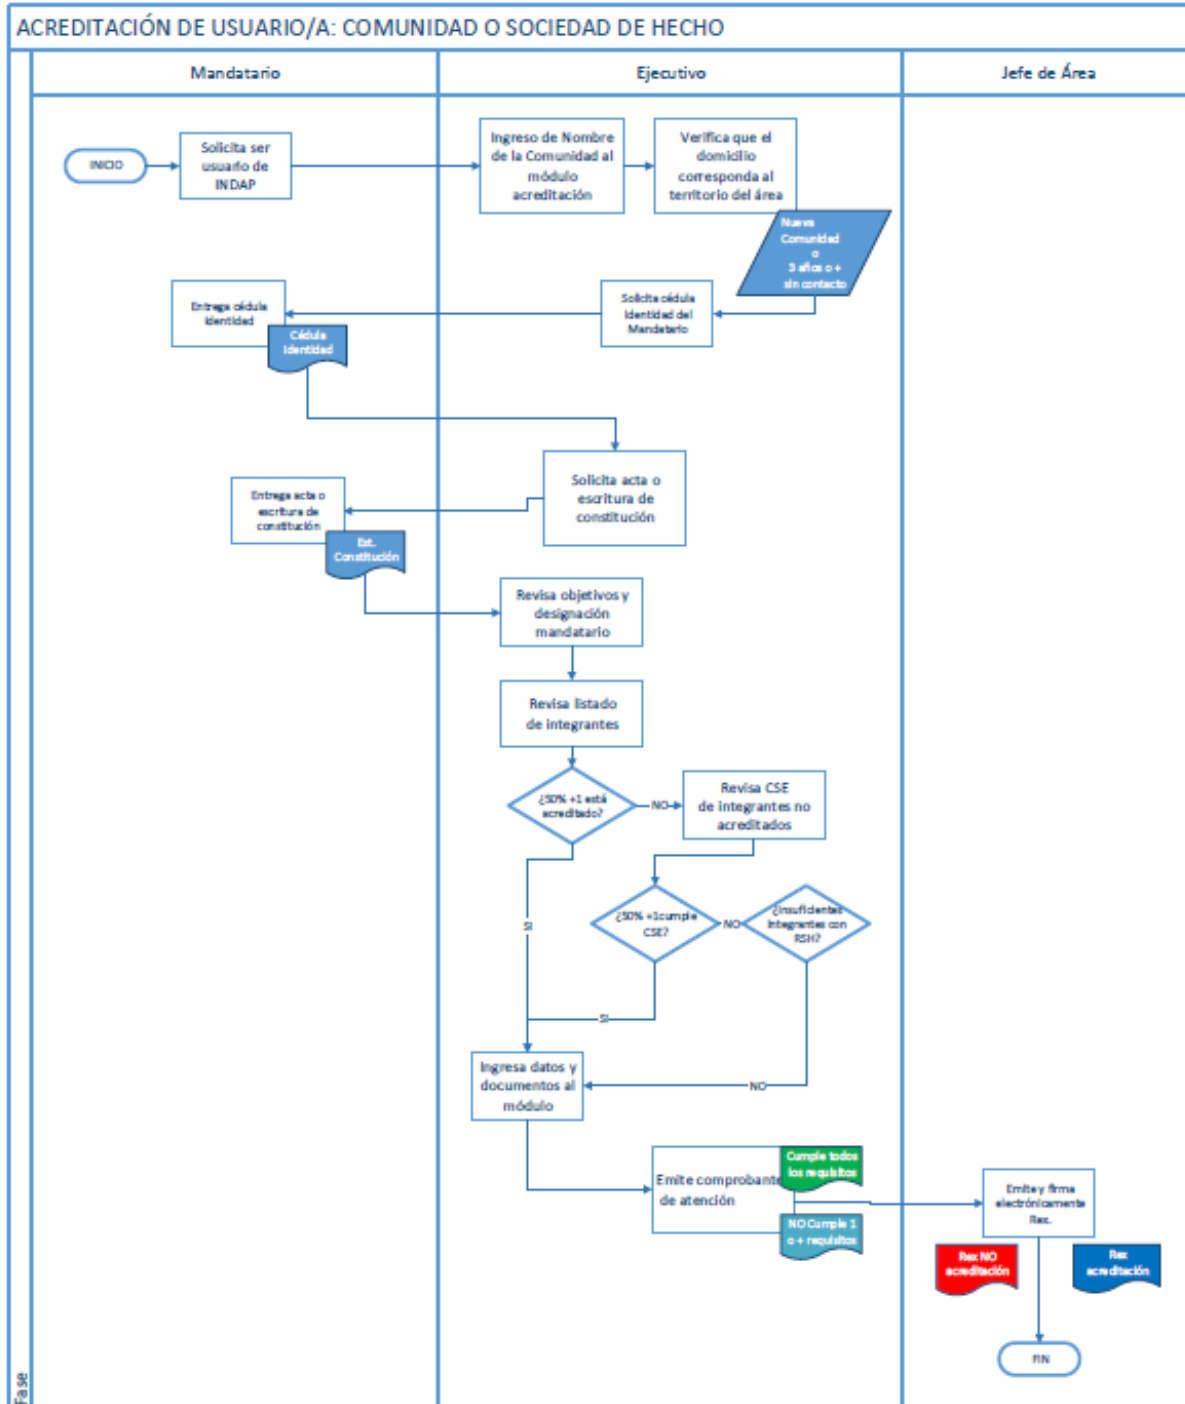 ACREDITACIÓN DE USUARIO/A: COMUNIDAD O SOCIEDAD DE HECHO
Mandatario
Ejecutivo
Jefe de Área
INICIO
Solicita ser
usuario de
INDAP
Ingreso de Nombre
de la Comunidad al
módulo
acreditación
Verifica que el
domicilio
corresponda al
territorio del área
Nueva
Comunidad
o
3 años o +
sin contacto
Solicita cédula
Identidad del
Mandatario
Entrega cédula
Identidad
Cédula
Identidad
Solicita acta o
escritura de
constitución
Entrega acta o
escritura de
constitución
Est.
Constitución
Revisa objetivos y
designación
mandatario
Revisa listado
de integrantes
¿50% +1 está
acreditado?
NO
Revisa CSE
de integrantes no
acreditados
¿50% +1cumple
CSE?
NO
¿Insuficientes
integrantes con
RSH?
SI
SI
NO
Ingresa datos y
documentos al
módulo
Emite comprobante
de atención
Cumple todos
los requisitos
NO Cumple 1
o + requisitos
Emite y firma
electrónicamente
Rex.
Rex NO
acreditación
Rex
acreditación
FIN
Fase